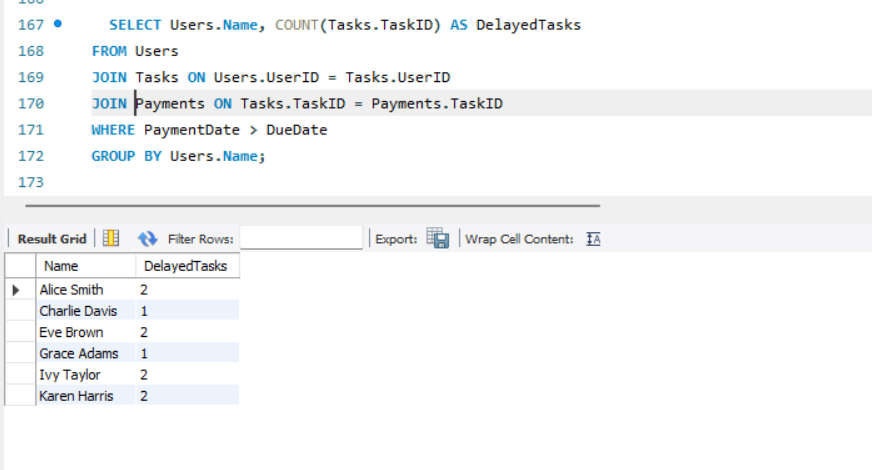 167 SELECT Users.Name, COUNT(Tasks.TaskID) AS DelayedTasks
168 FROM Users
169 JOIN Tasks ON Users.UserID = Tasks.UserID
170 JOIN Payments ON Tasks.TaskID = Payments.TaskID
171 WHERE PaymentDate > DueDate
172 GROUP BY Users.Name;
173
Result Grid Filter Rows: Export: Wrap Cell Content:
Name DelayedTasks
Alice Smith 2
Charlie Davis 1
Eve Brown 2
Grace Adams 1
Ivy Taylor 2
Karen Harris 2